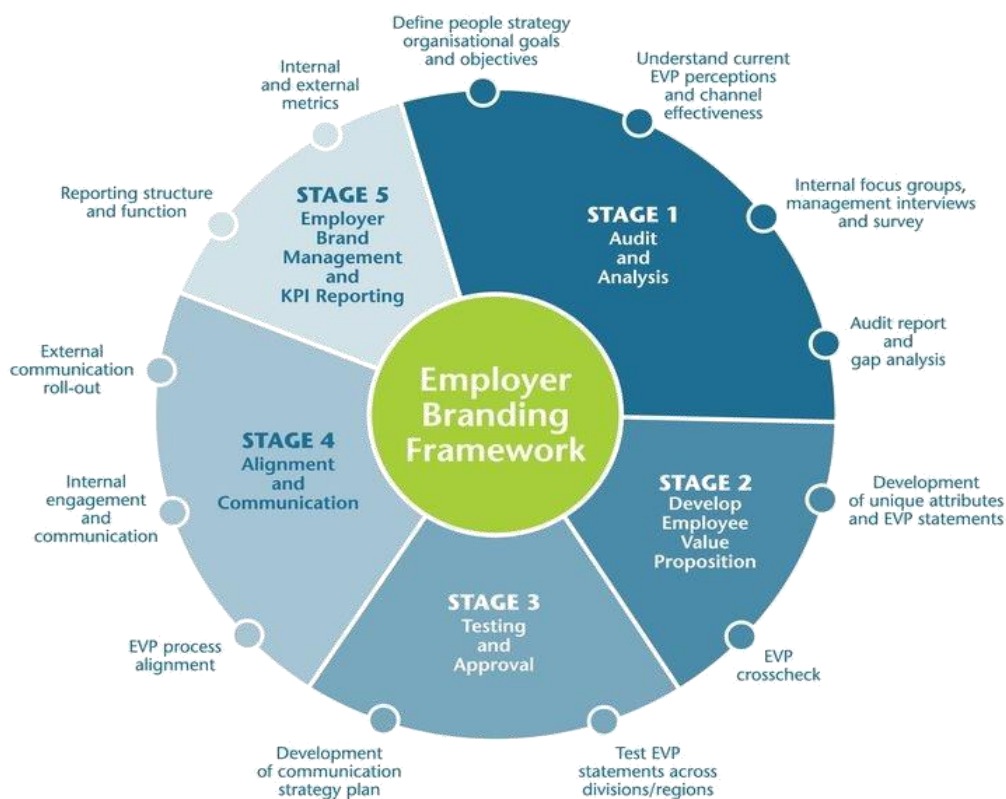 Define people strategy
organisational goals
and objectives
Understand current
EVP perceptions
and channel
effectiveness
Internal focus groups,
management interviews
and survey
Audit report
and
gap analysis
Development
of unique attributes
and EVP statements
EVP
crosscheck
Test EVP
statements across
divisions/regions
Development
of communication
strategy plan
EVP process
alignment
Internal
engagement and
communication
External
communication
roll-out
Reporting structure
and function
Internal
and external
metrics
STAGE 1
Audit
and
Analysis
STAGE 2
Develop
Employee
Value
Proposition
STAGE 3
Testing
and
Approval
STAGE 4
Alignment
and
Communication
STAGE 5
Employer
Brand
Management
and
KPI Reporting
Employer
Branding
Framework